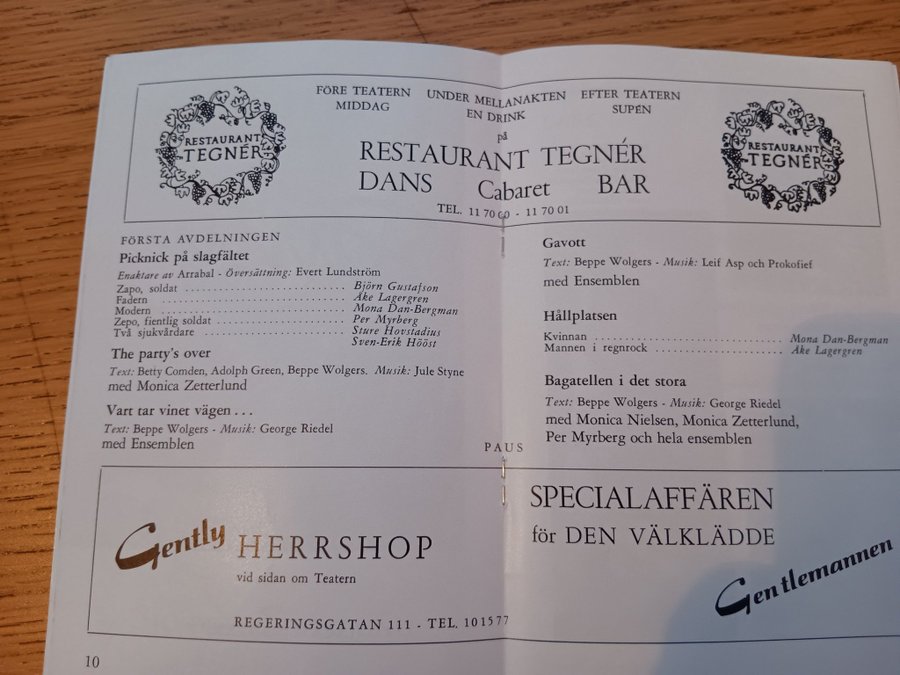 RESTAURANT
TEGNÉR
FÖRE TEATERN
MIDDAG
UNDER MELLANAKTEN
EN DRINK
EFTER TEATERN
SUPÉN
på
RESTAURANT TEGNÉR
DANS Cabaret BAR
TEL. 11 70 60 - 11 70 01
RESTAURANT
TEGNÉR
FÖRSTA AVDELNINGEN
Picknick på slagfältet
Enaktare av Arrabal - Översättning: Evert Lundström
Zapo, soldat ........................... Björn Gustafson
Fadern ............................... Åke Lagergren
Modern ............................... Mona Dan-Bergman
Zepo, fientlig soldat ...................... Per Myrberg
Två sjukvårdare ......................... Sture Hovstadius
Sven-Erik Hööst
The party's over
Text: Betty Comden, Adolph Green, Beppe Wolgers. Musik: Jule Styne
med Monica Zetterlund
Vart tar vinet vägen ...
Text: Beppe Wolgers - Musik: George Riedel
med Ensemblen
Gavott
Text: Beppe Wolgers - Musik: Leif Asp och Prokofief
med Ensemblen
Hållplatsen
Kvinnan ................................ Mona Dan-Bergman
Mannen i regnrock ...................... Åke Lagergren
Bagatellen i det stora
Text: Beppe Wolgers - Musik: George Riedel
med Monica Nielsen, Monica Zetterlund,
Per Myrberg och hela ensemblen
PAUS
Gently HERRSHOP
vid sidan om Teatern
REGERINGSGATAN 111 - TEL. 10 15 77
SPECIALAFFÄREN
för DEN VÄLKLÄDDE
Gentlemannen
10